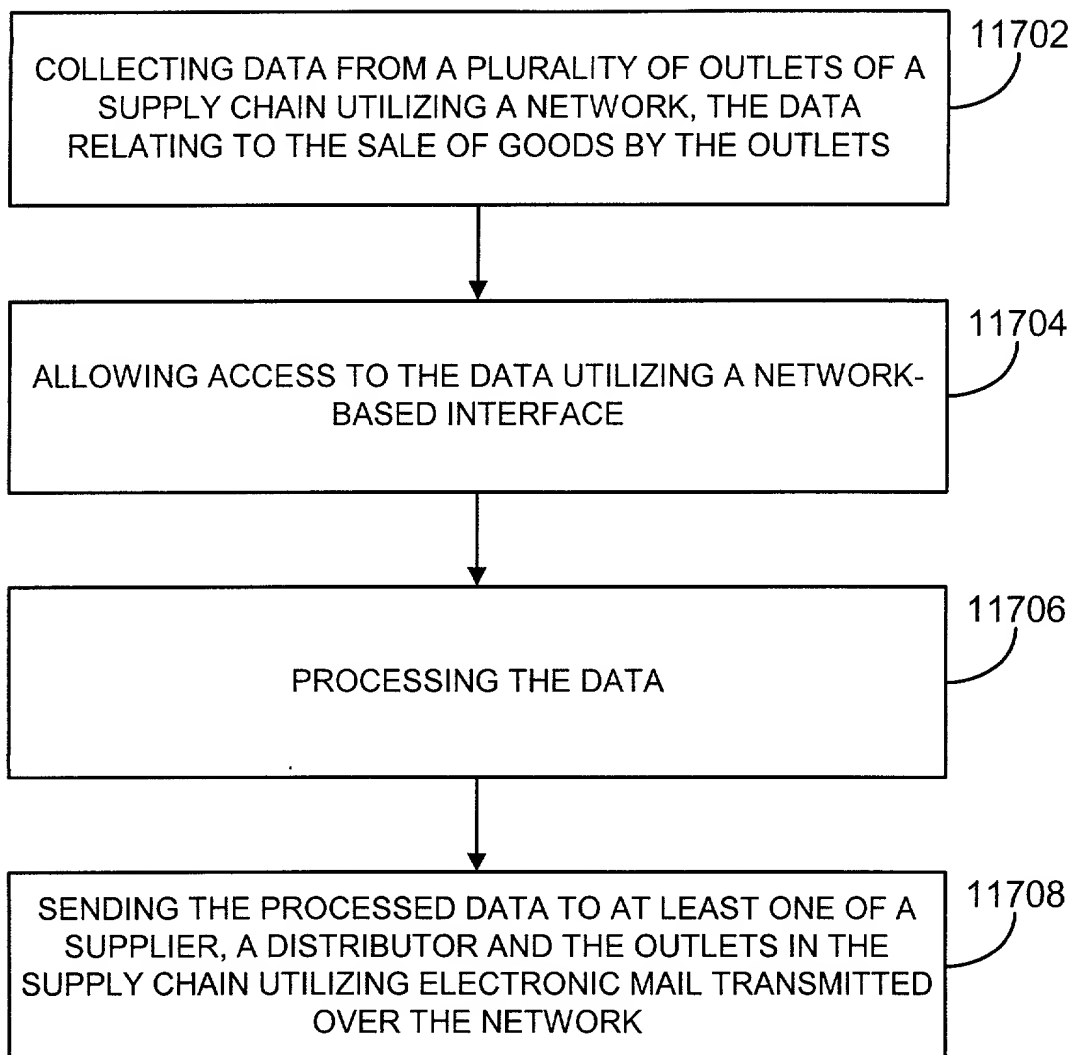 11702
COLLECTING DATA FROM A PLURALITY OF OUTLETS OF A
SUPPLY CHAIN UTILIZING A NETWORK, THE DATA
RELATING TO THE SALE OF GOODS BY THE OUTLETS
11704
ALLOWING ACCESS TO THE DATA UTILIZING A NETWORK-
BASED INTERFACE
11706
PROCESSING THE DATA
11708
SENDING THE PROCESSED DATA TO AT LEAST ONE OF A
SUPPLIER, A DISTRIBUTOR AND THE OUTLETS IN THE
SUPPLY CHAIN UTILIZING ELECTRONIC MAIL TRANSMITTED
OVER THE NETWORK